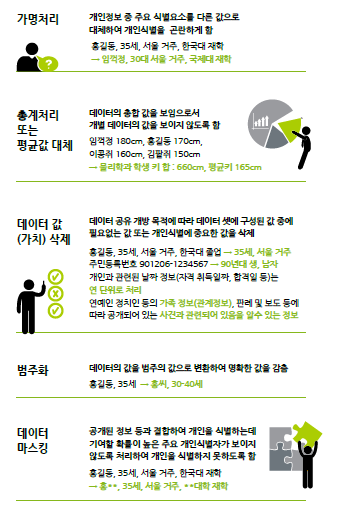 가명처리
개인정보 중 주요 식별요소를 다른 값으로
대체하여 개인식별을 곤란하게 함
홍길동, 35세, 서울 거주, 한국대 재학
→ 임꺽정, 30대 서울 거주, 국제대 재학
?
총계처리
또는
평균값 대체
데이터의 총합 값을 보임으로서
개별 데이터의 값을 보이지 않도록 함
임꺽정 180cm, 홍길동 170cm,
이콩쥐 160cm, 김팥쥐 150cm
→ 물리학과 학생 키 합 : 660cm, 평균키 165cm
데이터 값
(가치) 삭제
데이터 공유 개방 목적에 따라 데이터 셋에 구성된 값 중에
필요없는 값 또는 개인식별에 중요한 값을 삭제
홍길동, 35세, 서울 거주, 한국대 졸업 → 35세, 서울 거주
주민등록번호 901206-1234567 → 90년대 생, 남자
개인과 관련된 날짜 정보(자격 취득일자, 합격일 등)는
연 단위로 처리
연예인 정치인 등의 가족 정보(관계정보), 판례 및 보도 등에
따라 공개되어 있는 사건과 관련되어 있음을 알수 있는 정보
범주화
데이터의 값을 범주의 값으로 변환하여 명확한 값을 감춤
홍길동, 35세 → 홍씨, 30-40세
데이터
마스킹
공개된 정보 등과 결합하여 개인을 식별하는데
기여할 확률이 높은 주요 개인식별자가 보이지
않도록 처리하여 개인을 식별하지 못하도록 함
홍길동, 35세, 서울 거주, 한국대 재학
→ 홍**, 35세, 서울 거주, **대학 재학